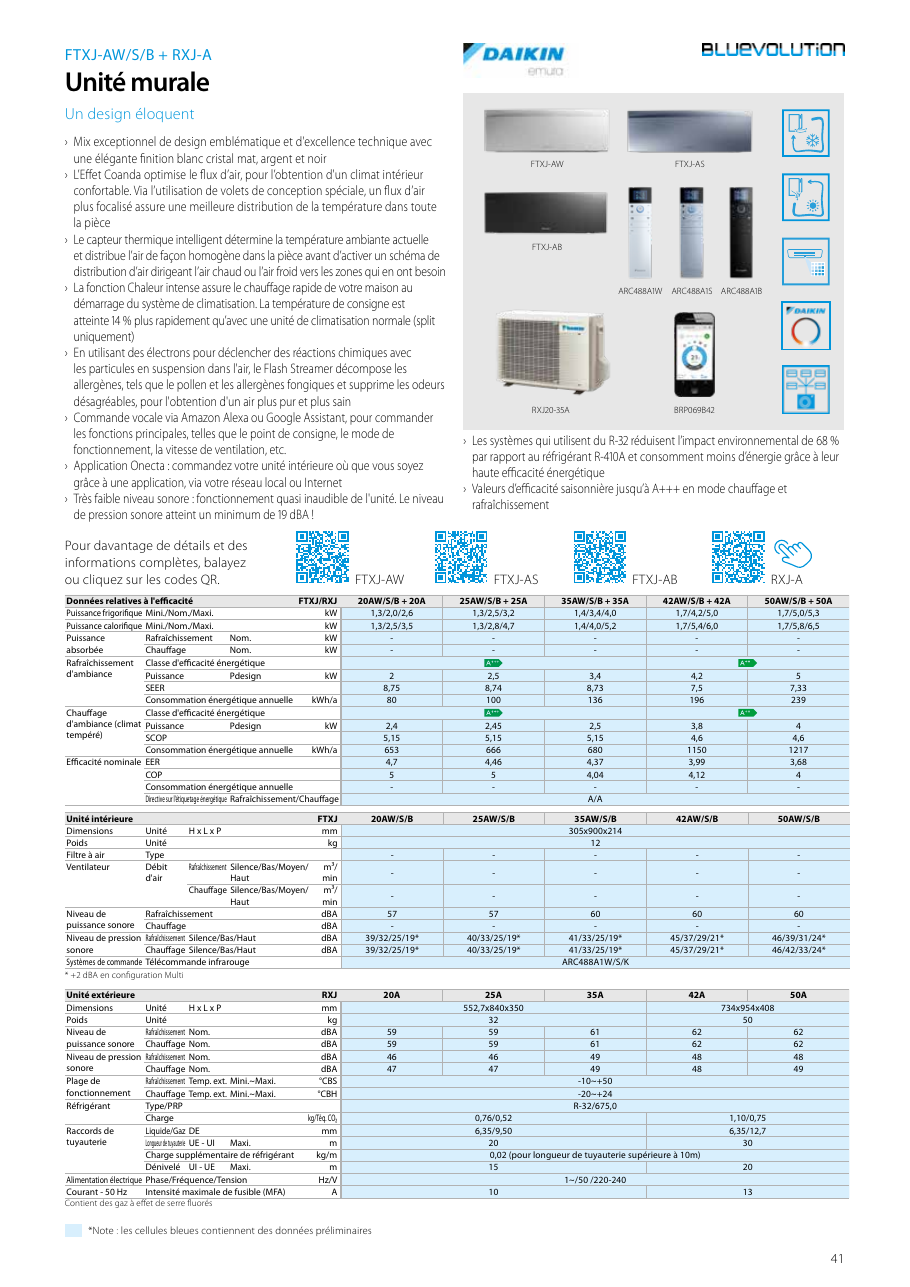 FTXJ-AW/S/B + RXJ-A
Unité murale
Un design éloquent
DAIKIN
emura
BLUEVOLUTION
› Mix exceptionnel de design emblématique et d'excellence technique avec
une élégante finition blanc cristal mat, argent et noir
› L'Effet Coanda optimise le flux d'air, pour l'obtention d'un climat intérieur
confortable. Via l'utilisation de volets de conception spéciale, un flux d'air
plus focalisé assure une meilleure distribution de la température dans toute
la pièce
› Le capteur thermique intelligent détermine la température ambiante actuelle
et distribue l'air de façon homogène dans la pièce avant d'activer un schéma de
distribution d'air dirigeant l'air chaud ou l'air froid vers les zones qui en ont besoin
› La fonction Chaleur intense assure le chauffage rapide de votre maison au
démarrage du système de climatisation. La température de consigne est
atteinte 14 % plus rapidement qu'avec une unité de climatisation normale (split
uniquement)
› En utilisant des électrons pour déclencher des réactions chimiques avec
les particules en suspension dans l'air, le Flash Streamer décompose les
allergènes, tels que le pollen et les allergènes fongiques et supprime les odeurs
désagréables, pour l'obtention d'un air plus pur et plus sain
› Commande vocale via Amazon Alexa ou Google Assistant, pour commander
les fonctions principales, telles que le point de consigne, le mode de
fonctionnement, la vitesse de ventilation, etc.
› Application Onecta : commandez votre unité intérieure où que vous soyez
grâce à une application, via votre réseau local ou Internet
› Très faible niveau sonore : fonctionnement quasi inaudible de l'unité. Le niveau
de pression sonore atteint un minimum de 19 dBA !
FTXJ-AW
FTXJ-AS
FTXJ-AB
ARC488A1W ARC488A1S ARC488A1B
DAIKIN
DAIKIN
RXJ20-35A
BRP069B42
› Les systèmes qui utilisent du R-32 réduisent l'impact environnemental de 68 %
par rapport au réfrigérant R-410A et consomment moins d'énergie grâce à leur
haute efficacité énergétique
› Valeurs d'efficacité saisonnière jusqu'à A+++ en mode chauffage et
rafraîchissement
Pour davantage de détails et des
informations complètes, balayez
ou cliquez sur les codes QR.
FTXJ-AW
FTXJ-AS
FTXJ-AB
RXJ-A
Données relatives à l'efficacité FTXJ/RXJ 20AW/S/B + 20A 25AW/S/B + 25A 35AW/S/B + 35A 42AW/S/B + 42A 50AW/S/B + 50A
Puissance frigorifique Mini./Nom./Maxi. kW 1,3/2,0/2,6 1,3/2,5/3,2 1,4/3,4/4,0 1,7/4,2/5,0 1,7/5,0/5,3
Puissance calorifique Mini./Nom./Maxi. kW 1,3/2,5/3,5 1,3/2,8/4,7 1,4/4,0/5,2 1,7/5,4/6,0 1,7/5,8/6,5
Puissance Rafraîchissement Nom. kW - - - - -
absorbée Chauffage Nom. kW - - - - -
Rafraîchissement Classe d'efficacité énergétique A+++ A++
d'ambiance Puissance Pdesign kW 2 2,5 3,4 4,2 5
SEER 8,75 8,74 8,73 7,5 7,33
Consommation énergétique annuelle kWh/a 80 100 136 196 239
Chauffage Classe d'efficacité énergétique A+++ A++
d'ambiance (climat Puissance Pdesign kW 2,4 2,45 2,5 3,8 4
tempéré) SCOP 5,15 5,15 5,15 4,6 4,6
Consommation énergétique annuelle kWh/a 653 666 680 1150 1217
Efficacité nominale EER 4,7 4,46 4,37 3,99 3,68
COP 5 5 4,04 4,12 4
Consommation énergétique annuelle - - - - -
Directive sur l'étiquetage énergétique Rafraîchissement/Chauffage A/A
Unité intérieure FTXJ 20AW/S/B 25AW/S/B 35AW/S/B 42AW/S/B 50AW/S/B
Dimensions Unité H x L x P mm 305x900x214
Poids Unité kg 12
Filtre à air Type - - - - -
Ventilateur Débit d'air Rafraîchissement Silence/Bas/Moyen/Haut m³/min - - - - -
Chauffage Silence/Bas/Moyen/Haut m³/min - - - - -
Niveau de Rafraîchissement dBA 57 57 60 60 60
puissance sonore Chauffage dBA - - - - -
Niveau de pression Rafraîchissement Silence/Bas/Haut dBA 39/32/25/19* 40/33/25/19* 41/33/25/19* 45/37/29/21* 46/39/31/24*
sonore Chauffage Silence/Bas/Haut dBA 39/32/25/19* 40/33/25/19* 41/33/25/19* 45/37/29/21* 46/42/33/24*
Systèmes de commande Télécommande infrarouge ARC488A1W/S/K
* +2 dBA en configuration Multi
Unité extérieure RXJ 20A 25A 35A 42A 50A
Dimensions Unité H x L x P mm 552,7x840x350 734x954x408
Poids Unité kg 32 50
Niveau de Rafraîchissement Nom. dBA 59 59 61 62 62
puissance sonore Chauffage Nom. dBA 59 59 61 62 62
Niveau de pression Rafraîchissement Nom. dBA 46 46 49 48 48
sonore Chauffage Nom. dBA 47 47 49 48 49
Plage de Rafraîchissement Temp. ext. Mini.~Maxi. °CBS -10~+50
fonctionnement Chauffage Temp. ext. Mini.~Maxi. °CBH -20~+24
Réfrigérant Type/PRP R-32/675,0
Charge kg/Téq. CO₂ 0,76/0,52 1,10/0,75
Raccords de Liquide/Gaz DE mm 6,35/9,50 6,35/12,7
tuyauterie Longueur de tuyauterie UE - UI Maxi. m 20 30
Charge supplémentaire de réfrigérant kg/m 0,02 (pour longueur de tuyauterie supérieure à 10m)
Dénivelé UI - UE Maxi. m 15 20
Alimentation électrique Phase/Fréquence/Tension Hz/V 1~/50 /220-240
Courant - 50 Hz Intensité maximale de fusible (MFA) A 10 13
Contient des gaz à effet de serre fluorés
*Note : les cellules bleues contiennent des données préliminaires
41